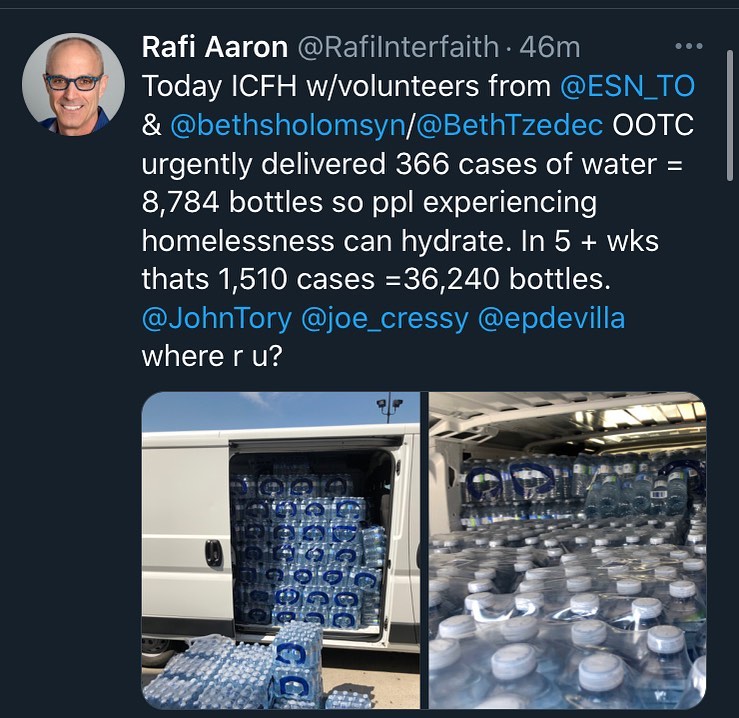 Rafi Aaron @RafiInterfaith · 46m
Today ICFH w/volunteers from @ESN_TO
& @bethsholomsyn/@BethTzedec OOTC
urgently delivered 366 cases of water =
8,784 bottles so ppl experiencing
homelessness can hydrate. In 5 + wks
thats 1,510 cases =36,240 bottles.
@JohnTory @joe_cressy @epdevilla
where r u?